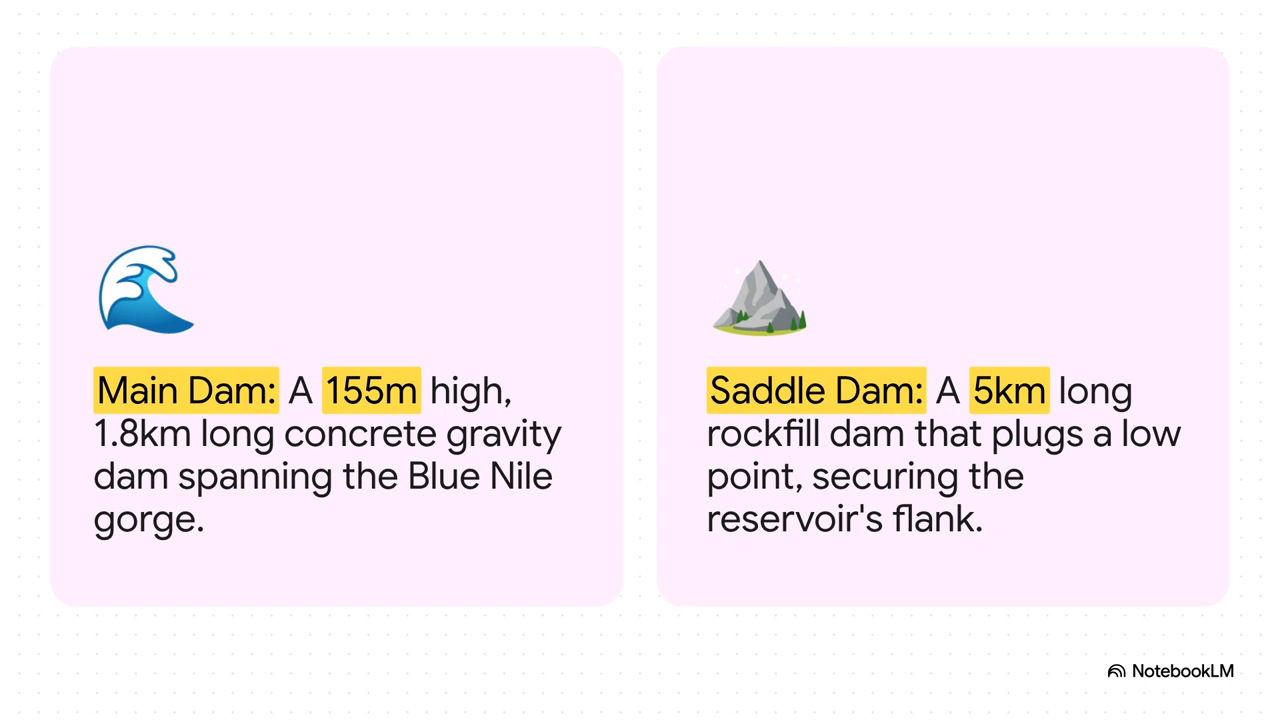 Main Dam: A 155m high,
1.8km long concrete gravity
dam spanning the Blue Nile
gorge.
Saddle Dam: A 5km long
rockfill dam that plugs a low
point, securing the
reservoir's flank.
NotebookLM